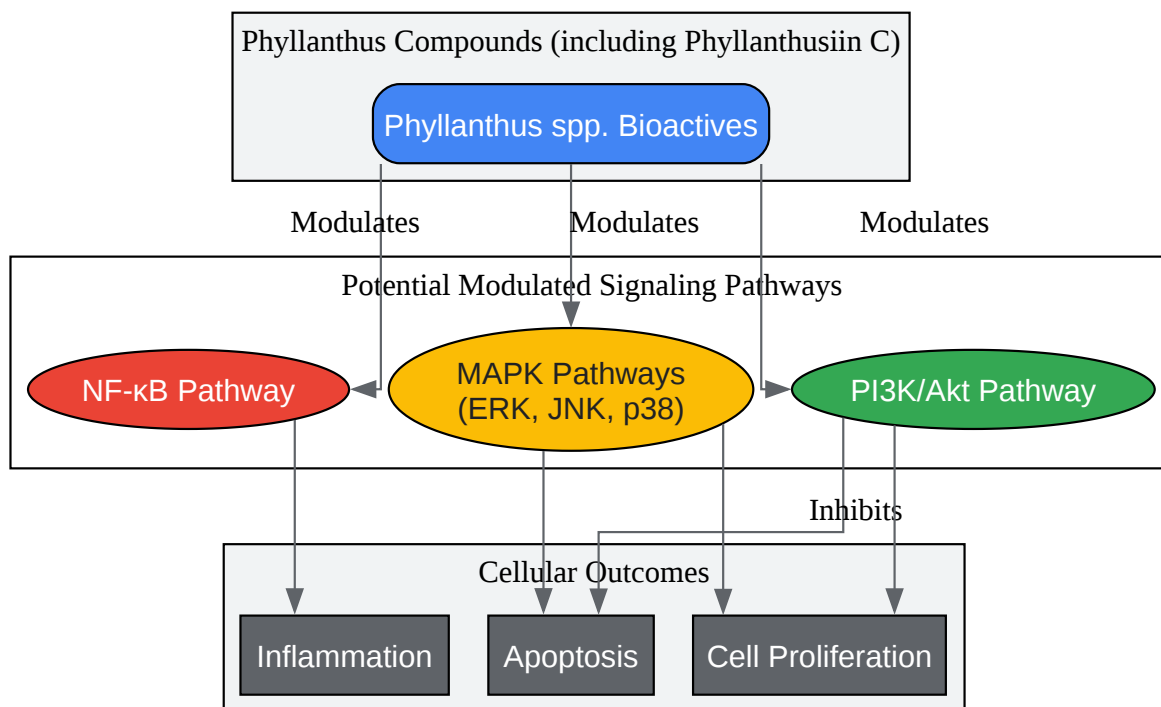 Phyllanthus Compounds (including Phyllanthusiin C)
Phyllanthus spp. Bioactives
Modulates
Modulates
Modulates
Potential Modulated Signaling Pathways
NF-κB Pathway
MAPK Pathways
(ERK, JNK, p38)
PI3K/Akt Pathway
Inhibits
Cellular Outcomes
Inflammation
Apoptosis
Cell Proliferation